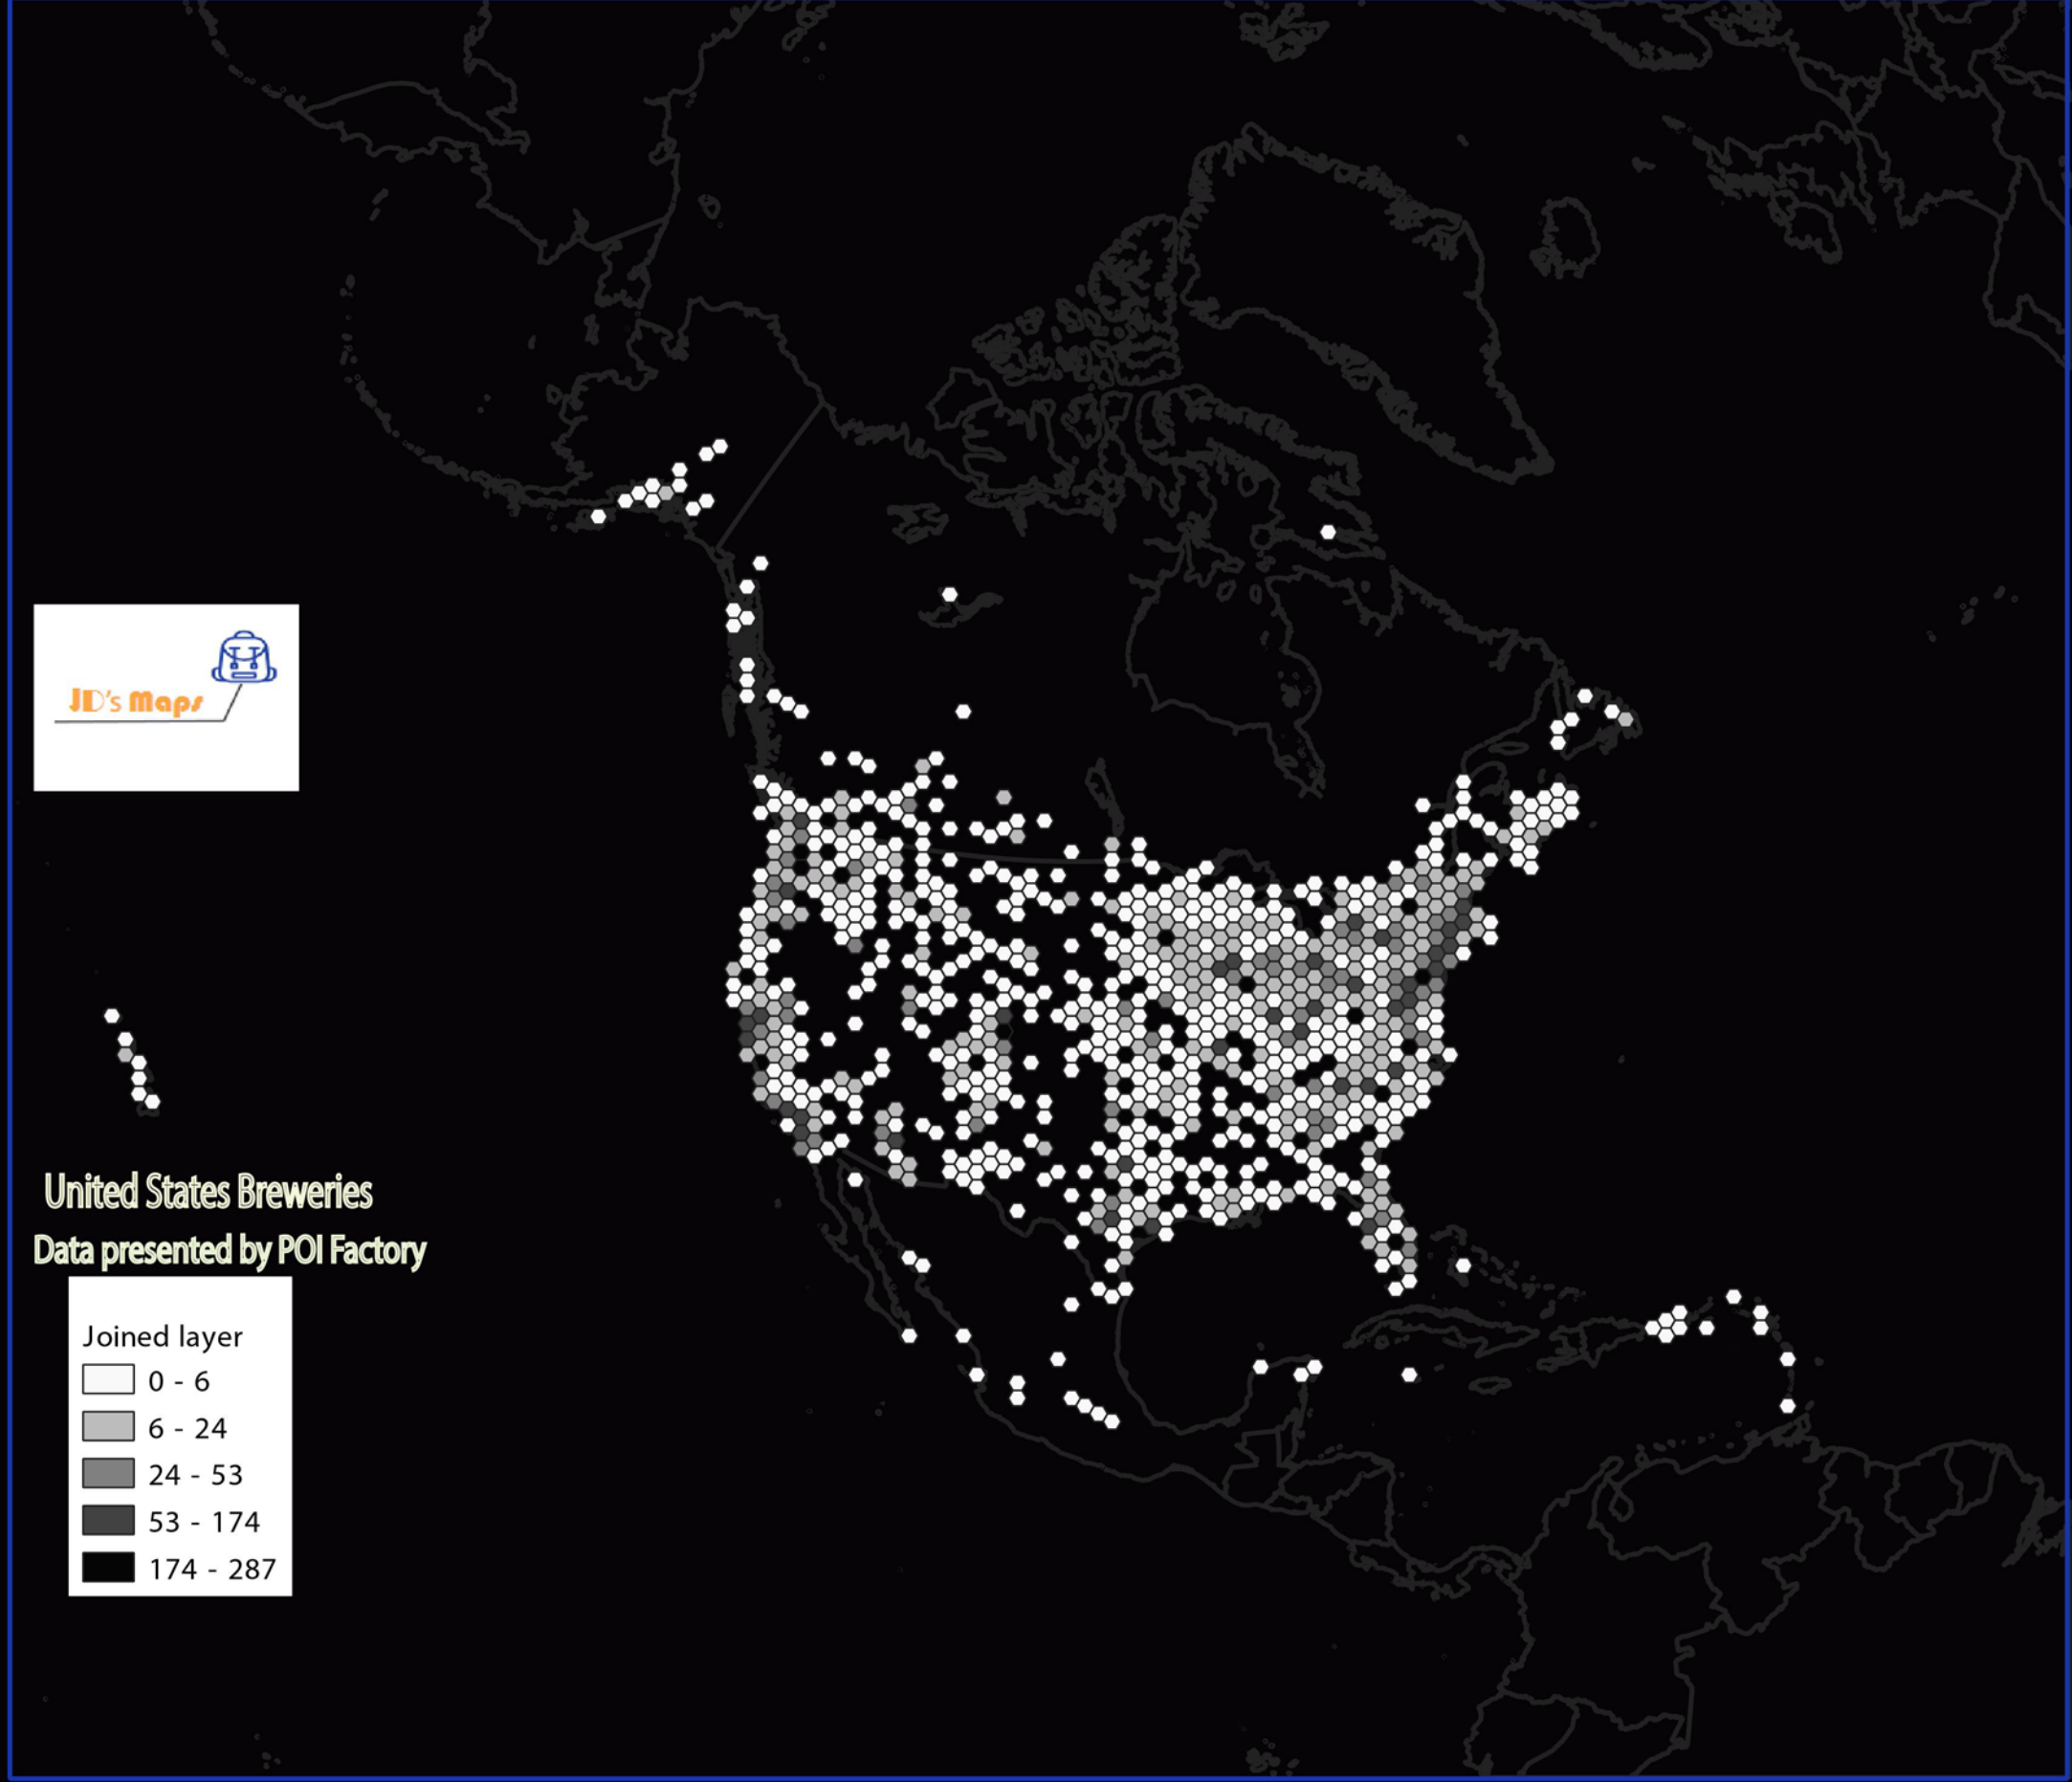 JD's Maps
United States Breweries
Data presented by POI Factory
Joined layer
0 - 6
6 - 24
24 - 53
53 - 174
174 - 287